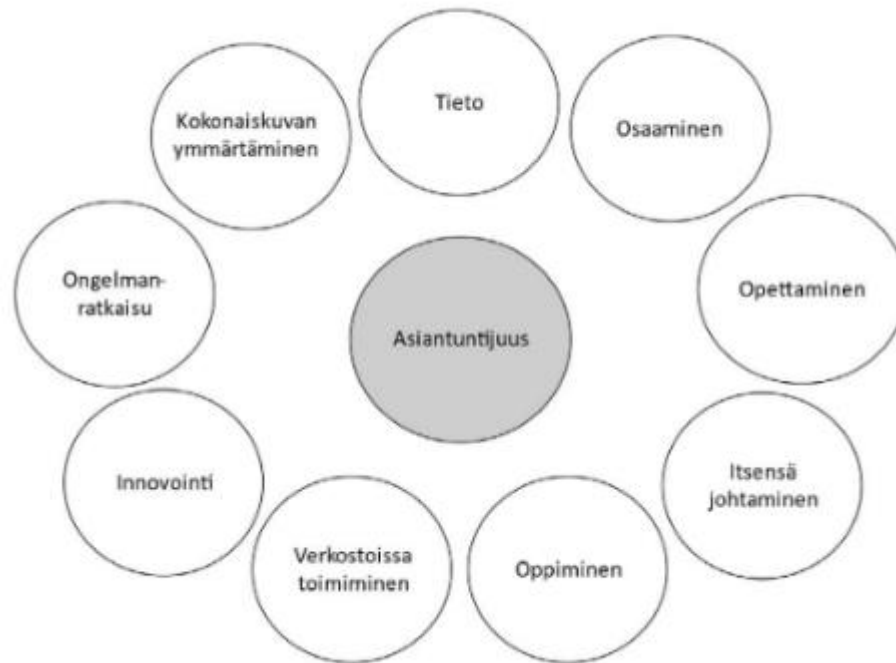 Tieto
Osaaminen
Opettaminen
Itsensä
johtaminen
Oppiminen
Verkostoissa
toimiminen
Innovointi
Ongelman-
ratkaisu
Kokonaiskuvan
ymmärtäminen
Asiantuntijuus